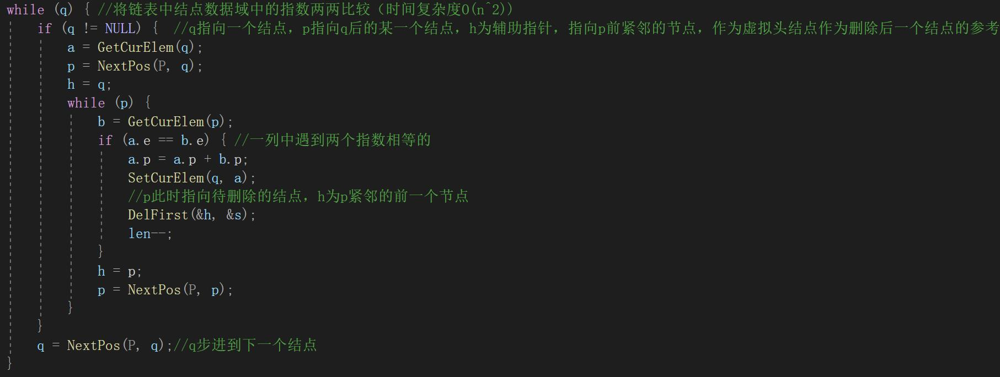 while (q) { //将链表中结点数据域中的指数两两比较（时间复杂度O(n^2))
if (q != NULL) { //q指向一个结点，p指向q后的某一个结点，h为辅助指针，指向p前紧邻的节点，作为虚拟头结点作为删除后一个结点的参考
a = GetCurElem(q);
p = NextPos(P, q);
h = q;
while (p) {
b = GetCurElem(p);
if (a.e == b.e) { //一列中遇到两个指数相等的
a.p = a.p + b.p;
SetCurElem(q, a);
//p此时指向待删除的结点，h为p紧邻的前一个节点
DelFirst(&h, &s);
len--;
}
h = p;
p = NextPos(P, p);
}
}
q = NextPos(P, q);//q步进到下一个结点
}